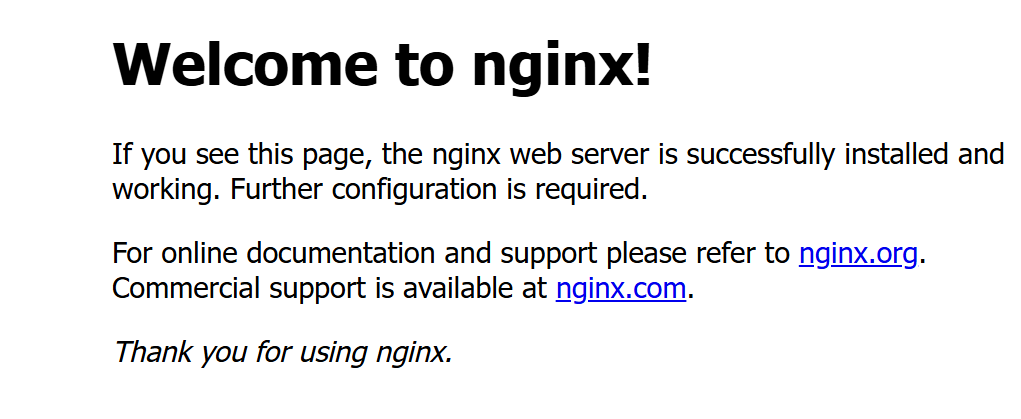 Welcome to nginx!
If you see this page, the nginx web server is successfully installed and
working. Further configuration is required.
For online documentation and support please refer to nginx.org.
Commercial support is available at nginx.com.
Thank you for using nginx.